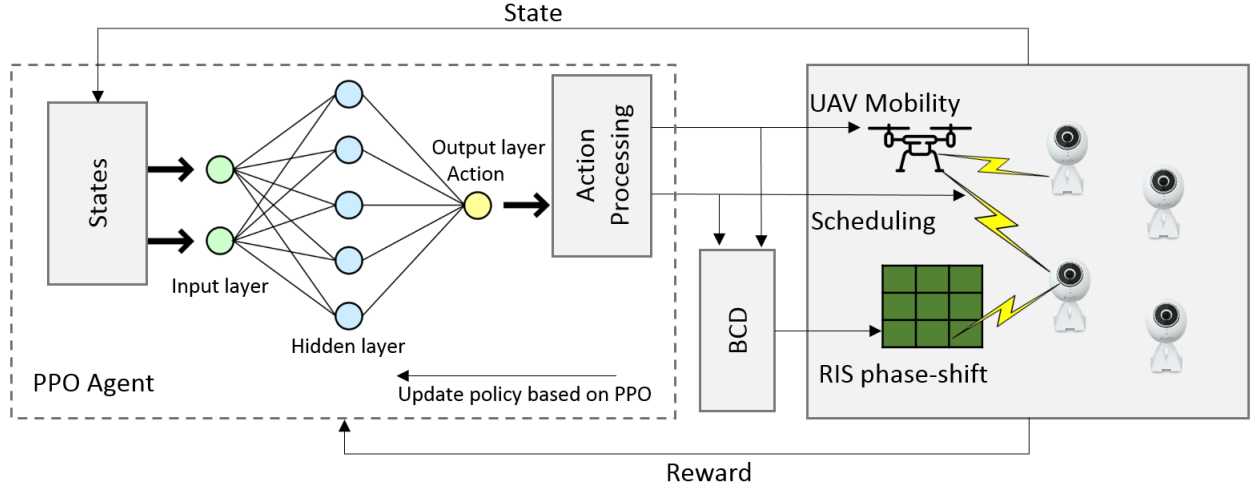 State
States
Input layer
Hidden layer
Output layer
Action
Action
Processing
PPO Agent
Update policy based on PPO
BCD
UAV Mobility
Scheduling
RIS phase-shift
Reward